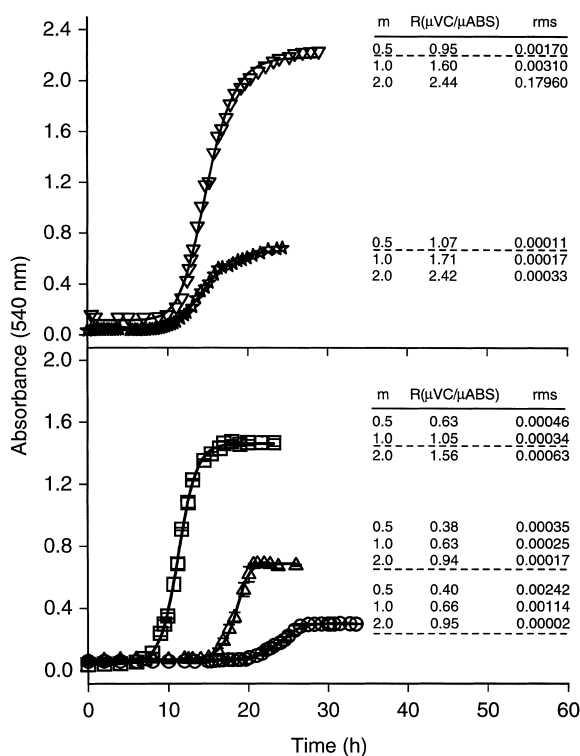 m R(μVC/μABS) rms
0.5 0.95 0.00170
1.0 1.60 0.00310
2.0 2.44 0.17960
0.5 1.07 0.00011
1.0 1.71 0.00017
2.0 2.42 0.00033
2.4
2.0
1.6
1.2
0.8
0.4
0.0
Absorbance (540 nm)
m R(μVC/μABS) rms
0.5 0.63 0.00046
1.0 1.05 0.00034
2.0 1.56 0.00063
0.5 0.38 0.00035
1.0 0.63 0.00025
2.0 0.94 0.00017
0.5 0.40 0.00242
1.0 0.66 0.00114
2.0 0.95 0.00002
2.0
1.6
1.2
0.8
0.4
0.0
0 10 20 30 40 50 60
Time (h)